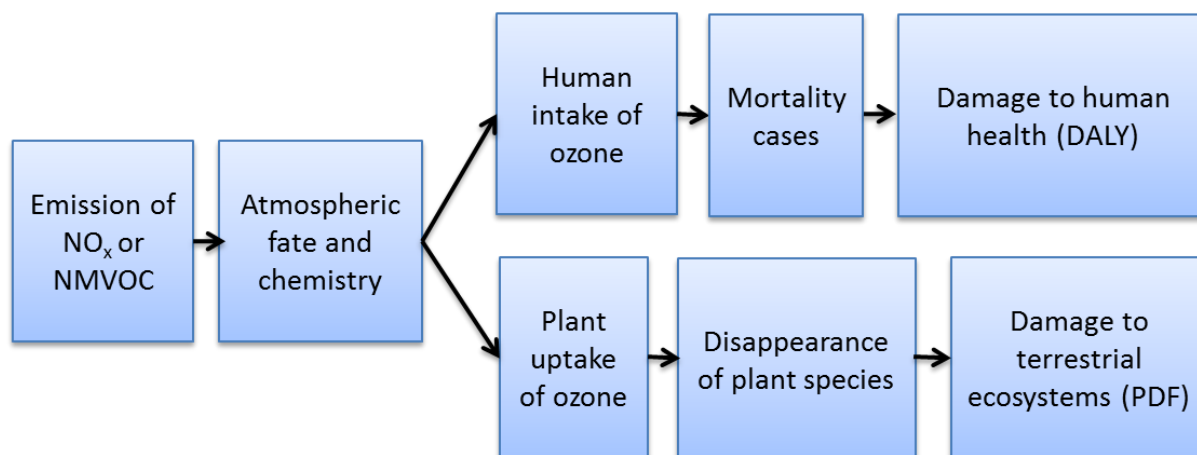 Emission of
NOx or
NMVOC
Atmospheric
fate and
chemistry
Human
intake of
ozone
Mortality
cases
Damage to human
health (DALY)
Plant
uptake
of ozone
Disappearance
of plant species
Damage to
terrestrial
ecosystems (PDF)